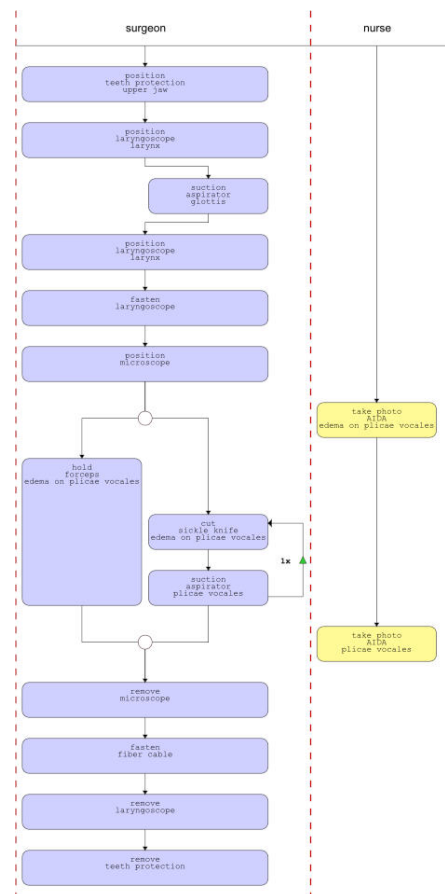 surgeon
nurse
position
teeth protection
upper jaw
position
laryngoscope
larynx
suction
aspirator
glottis
position
laryngoscope
larynx
fasten
laryngoscope
position
microscope
take photo
AIDA
edema on plicae vocales
hold
forceps
edema on plicae vocales
cut
sickle knife
edema on plicae vocales
1x
suction
aspirator
plicae vocales
take photo
AIDA
plicae vocales
remove
microscope
fasten
fiber cable
remove
laryngoscope
remove
teeth protection